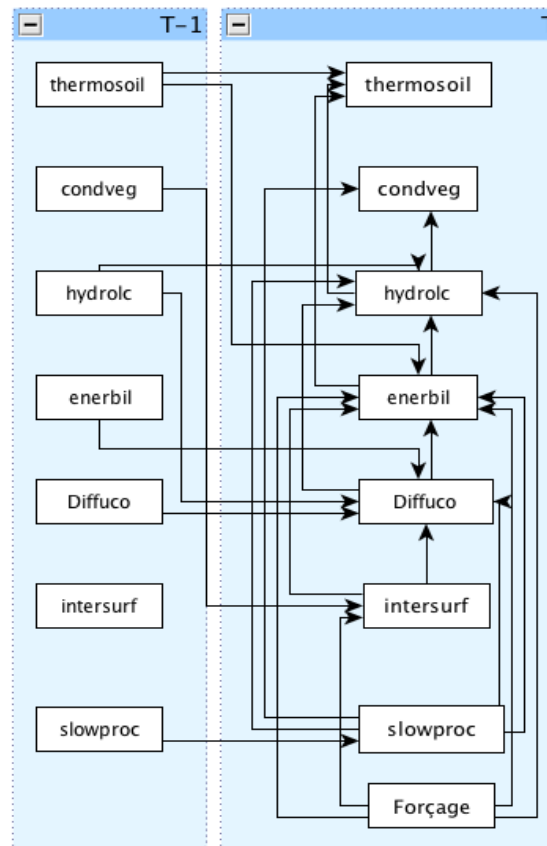 T-1
thermosoil
condveg
hydrolc
enerbil
Diffuco
intersurf
slowproc
T
thermosoil
condveg
hydrolc
enerbil
Diffuco
intersurf
slowproc
Forçage